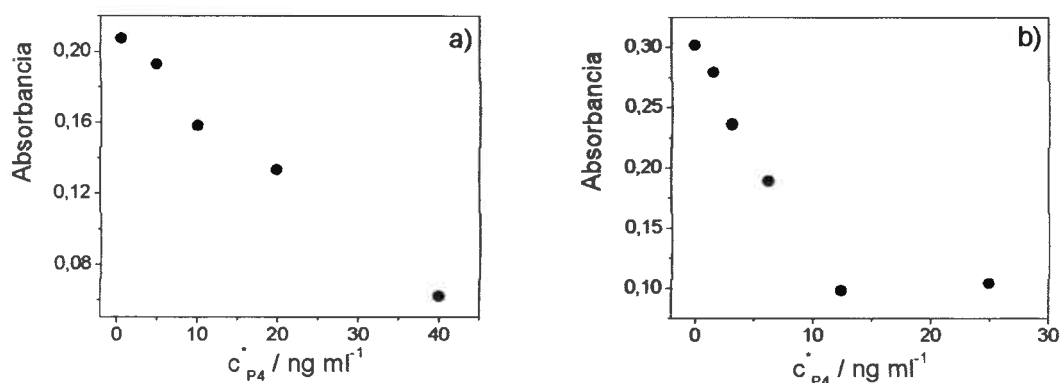 a)
Absorbancia
0,20
0,16
0,12
0,08
0 10 20 30 40
c*P4 / ng ml-1
b)
Absorbancia
0,30
0,25
0,20
0,15
0,10
0 10 20 30
c*P4 / ng ml-1